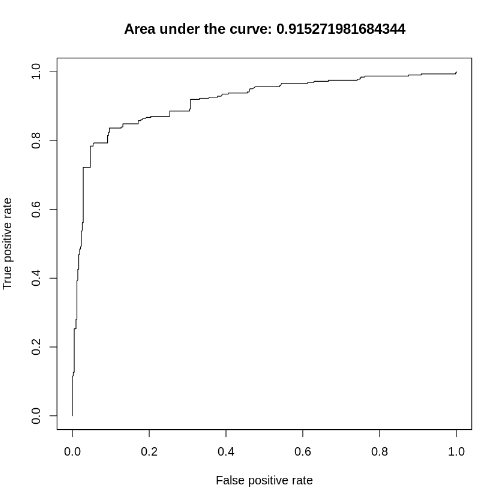 Area under the curve: 0.915271981684344
True positive rate
1.0
0.8
0.6
0.4
0.2
0.0
0.0 0.2 0.4 0.6 0.8 1.0
False positive rate